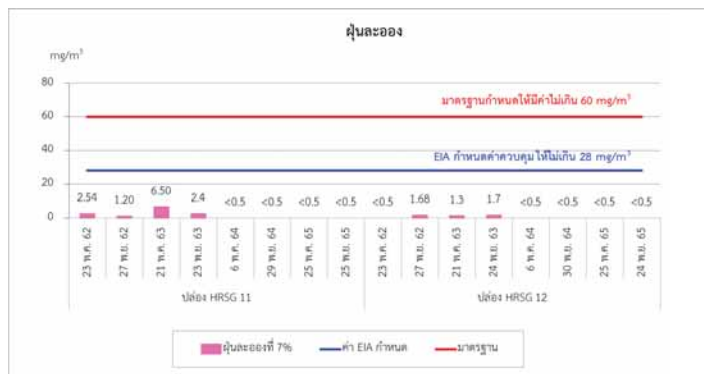 ฝุ่นละออง
mg/m³
80
มาตรฐานกำหนดให้มีค่าไม่เกิน 60 mg/m³
60
40
EIA กำหนดค่าควบคุม ให้ไม่เกิน 28 mg/m³
20
2.54 1.20 6.50 2.4 <0.5 <0.5 <0.5 <0.5 <0.5 1.68 1.3 1.7 <0.5 <0.5 <0.5 <0.5
0
23 พ.ค. 62
27 พ.ย. 62
21 พ.ค. 63
23 พ.ย. 63
6 พ.ค. 64
29 พ.ย. 64
25 พ.ค. 65
25 พ.ย. 65
23 พ.ค. 62
27 พ.ย. 62
21 พ.ค. 63
24 พ.ย. 63
6 พ.ค. 64
30 พ.ย. 64
25 พ.ค. 65
24 พ.ย. 65
ปล่อง HRSG 11 ปล่อง HRSG 12
ฝุ่นละอองที่ 7% ค่า EIA กำหนด มาตรฐาน